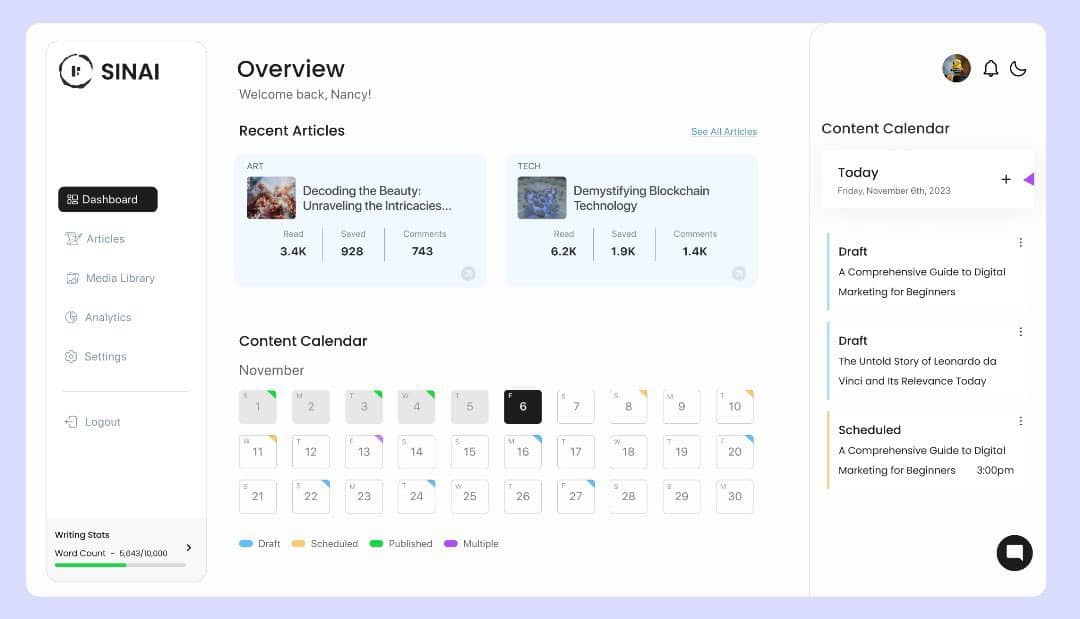 SINAI
Dashboard
Articles
Media Library
Analytics
Settings
Logout
Writing Stats
Word Count - 5,643/10,000
Overview
Welcome back, Nancy!
Recent Articles
See All Articles
ART
Decoding the Beauty:
Unraveling the Intricacies...
Read Saved Comments
3.4K 928 743
TECH
Demystifying Blockchain
Technology
Read Saved Comments
6.2K 1.9K 1.4K
Content Calendar
November
S 1 M 2 T 3 W 4 T 5 F 6 S 7 S 8 M 9 T 10
W 11 T 12 F 13 S 14 S 15 M 16 T 17 W 18 T 19 F 20
S 21 S 22 M 23 T 24 W 25 T 26 F 27 S 28 S 29 M 30
Draft Scheduled Published Multiple
Content Calendar
Today
Friday, November 6th, 2023
Draft
A Comprehensive Guide to Digital
Marketing for Beginners
Draft
The Untold Story of Leonardo da
Vinci and Its Relevance Today
Scheduled
A Comprehensive Guide to Digital
Marketing for Beginners 3:00pm